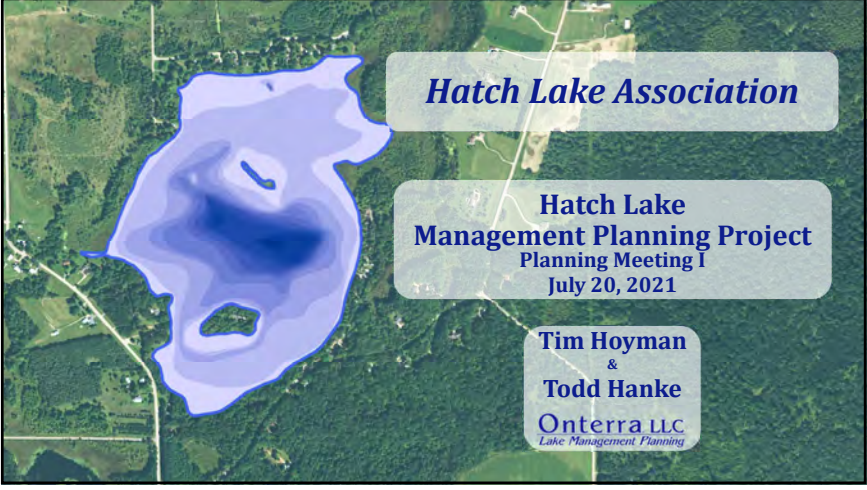 Hatch Lake Association
Hatch Lake
Management Planning Project
Planning Meeting I
July 20, 2021
Tim Hoyman
&
Todd Hanke
Onterra LLC
Lake Management Planning